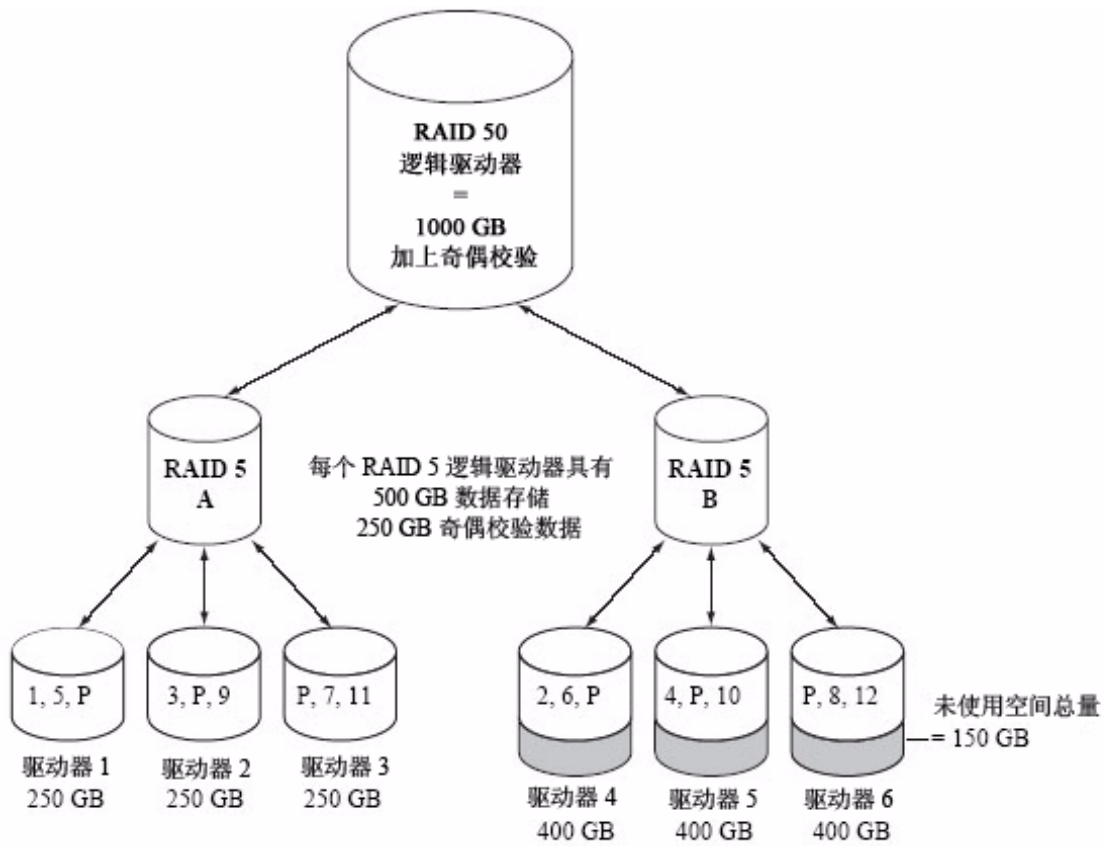 RAID 50
逻辑驱动器
=
1000 GB
加上奇偶校验
RAID 5
A
每个 RAID 5 逻辑驱动器具有
500 GB 数据存储
250 GB 奇偶校验数据
RAID 5
B
1, 5, P
3, P, 9
P, 7, 11
2, 6, P
4, P, 10
P, 8, 12
未使用空间总量
= 150 GB
驱动器 1
250 GB
驱动器 2
250 GB
驱动器 3
250 GB
驱动器 4
400 GB
驱动器 5
400 GB
驱动器 6
400 GB